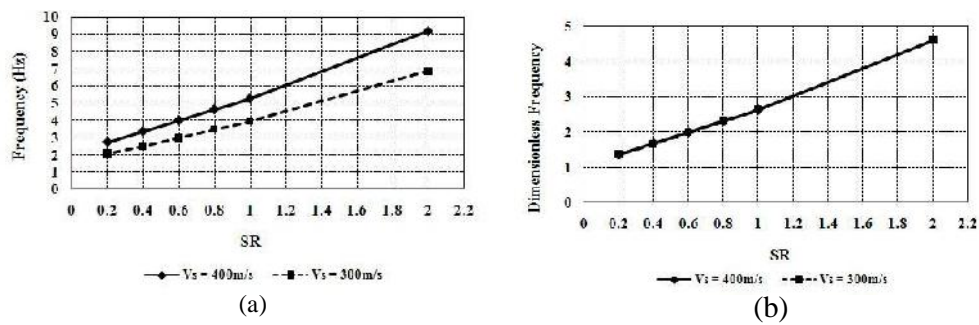 Frequency (Hz)
10
9
8
7
6
5
4
3
2
1
0
0 0.2 0.4 0.6 0.8 1 1.2 1.4 1.6 1.8 2 2.2
SR
Vs = 400m/s Vs = 300m/s
(a)
Dimensionless Frequency
5
4
3
2
1
0
0 0.2 0.4 0.6 0.8 1 1.2 1.4 1.6 1.8 2 2.2
SR
Vs = 400m/s Vs = 300m/s
(b)